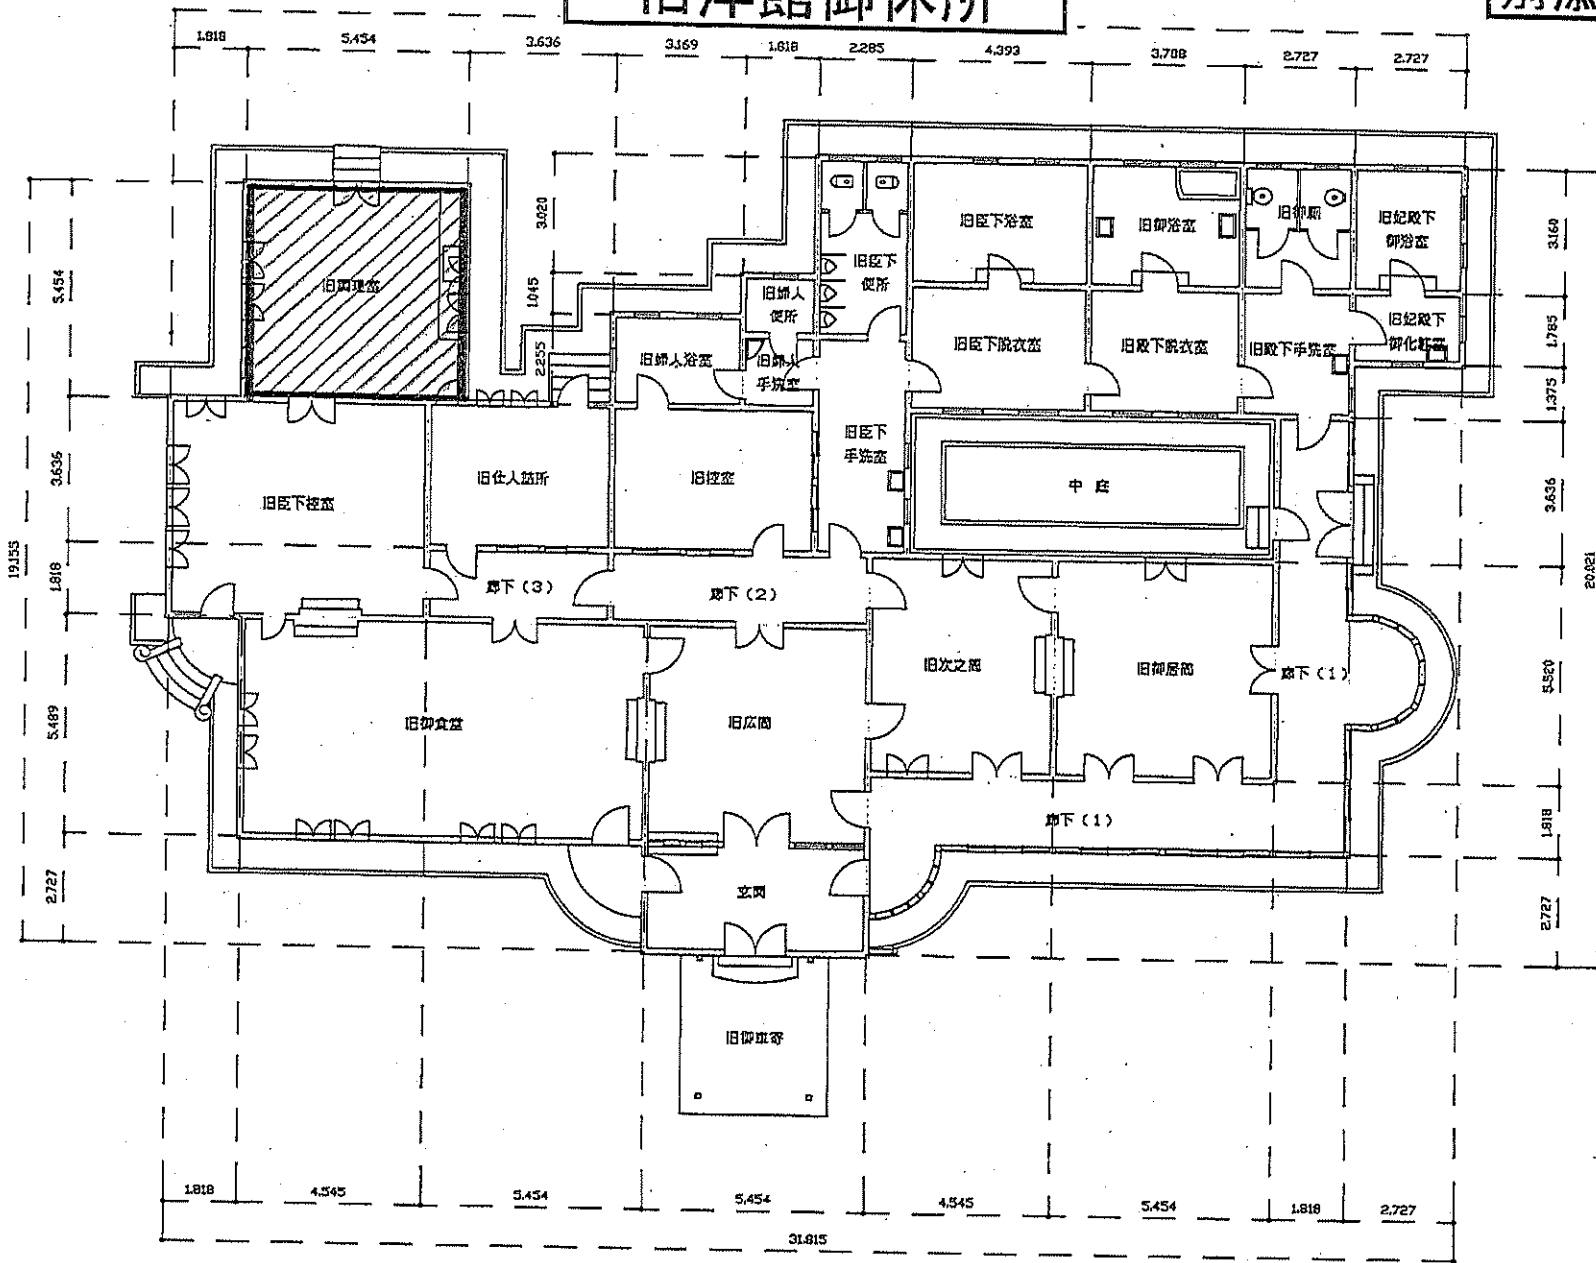 旧洋館御休所
1.818 5.454 3.636 3.169 1.818 2.285 4.393 3.788 2.727 2.727
3.020
1.045
2.255
5.454
3.636
1.818
5.489
2.727
19.155
3.160
1.785
1.375
3.636
5.520
1.818
2.727
20.021
旧調理室
旧臣下浴室
旧御浴室
旧御厠
旧妃殿下
御浴室
旧臣下
便所
旧婦人
便所
旧婦人浴室
旧婦人
手洗室
旧臣下脱衣室
旧殿下脱衣室
旧殿下手洗室
旧妃殿下
御化粧室
旧臣下控室
旧仕人詰所
旧控室
旧臣下
手洗室
中庭
廊下(3)
廊下(2)
旧御食堂
旧広間
旧次之間
旧御居間
廊下(1)
廊下(1)
玄関
旧御車寄
1.818 4.545 5.454 5.454 4.545 5.454 1.818 2.727
31.815